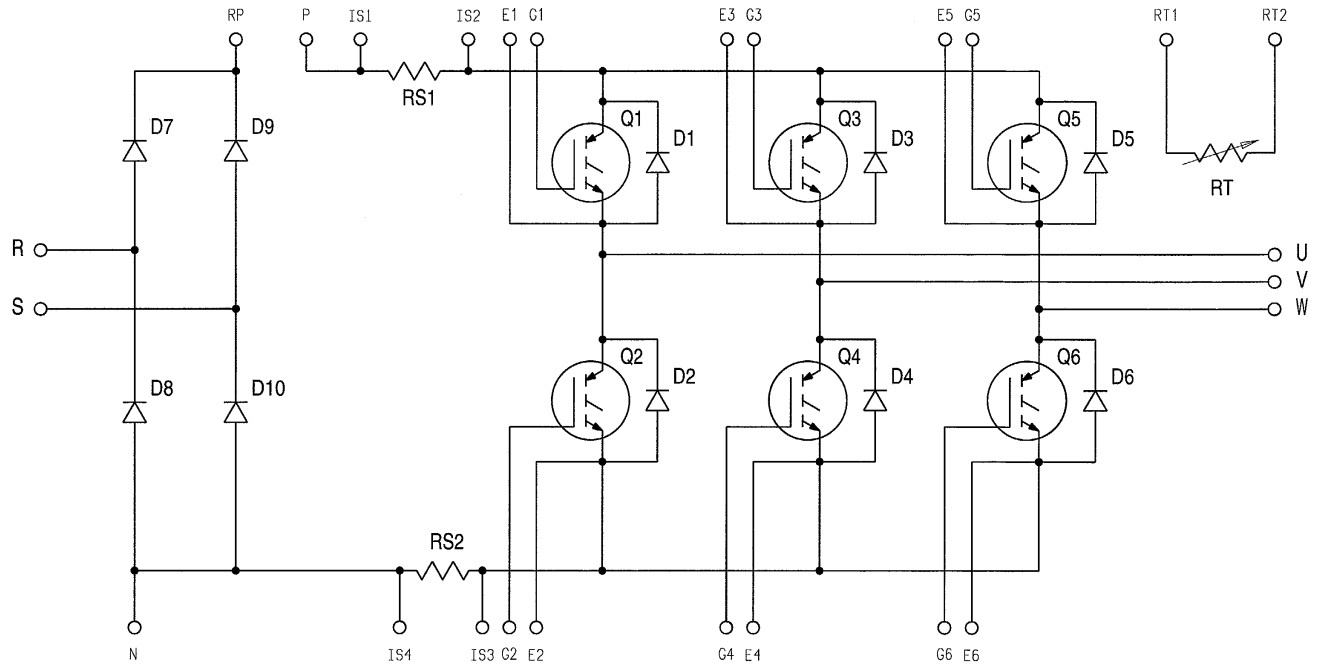 RP P IS1 IS2 E1 G1 E3 G3 E5 G5 RT1 RT2
RS1
D7 D9 Q1 D1 Q3 D3 Q5 D5
RT
R
S
U
V
W
D8 D10 Q2 D2 Q4 D4 Q6 D6
RS2
N IS4 IS3 G2 E2 G4 E4 G6 E6